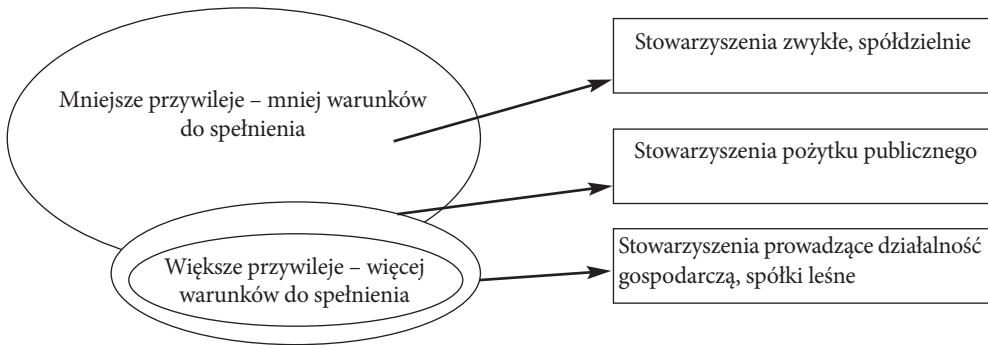 Mniejsze przywileje – mniej warunków
do spełnienia
Większe przywileje – więcej
warunków do spełnienia
Stowarzyszenia zwykłe, spółdzielnie
Stowarzyszenia pożytku publicznego
Stowarzyszenia prowadzące działalność
gospodarczą, spółki leśne